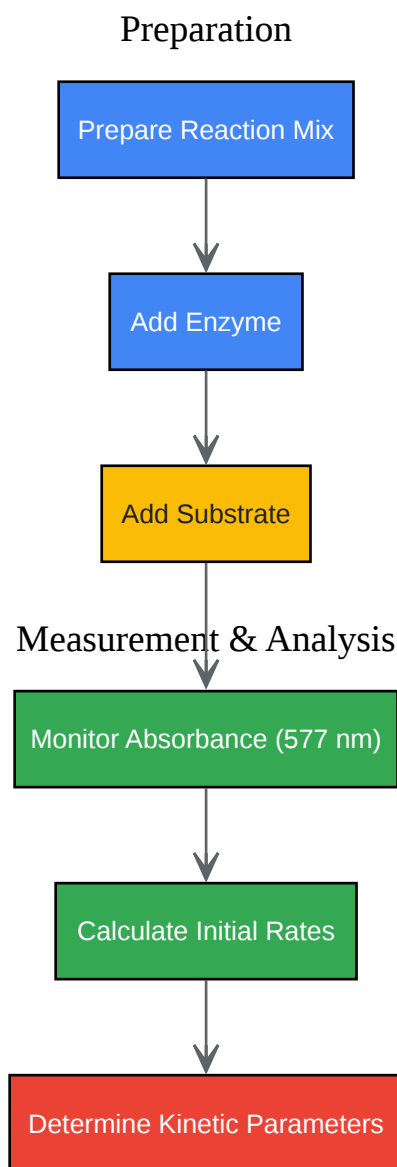 Preparation
Prepare Reaction Mix
Add Enzyme
Add Substrate
Measurement & Analysis
Monitor Absorbance (577 nm)
Calculate Initial Rates
Determine Kinetic Parameters